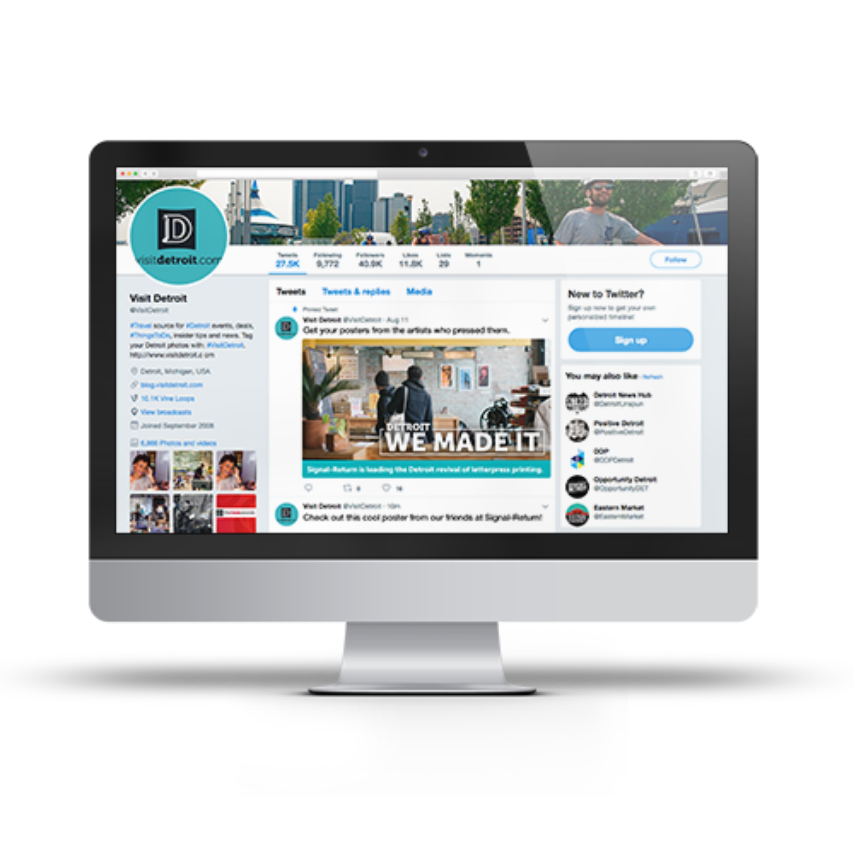 D
visitdetroit.com
Tweets Following Followers Likes Lists Moments
27.5K 9,772 40.9K 11.8K 29 1
Follow
Visit Detroit
@VisitDetroit
#Travel source for #Detroit events, deals,
#ThingsToDo, insider tips and news. Tag
your Detroit photos with: #VisitDetroit.
http://www.visitdetroit.c om
Detroit, Michigan, USA
blog.visitdetroit.com
10.1K Vine Loops
View broadcasts
Joined September 2008
6,866 Photos and videos
Tweets Tweets & replies Media
Pinned Tweet
Visit Detroit @VisitDetroit · Aug 11
Get your posters from the artists who pressed them.
DETROIT
WE MADE IT
Signal-Return is leading the Detroit revival of letterpress printing.
Visit Detroit @VisitDetroit · 10m
Check out this cool poster from our friends at Signal-Return!
New to Twitter?
Sign up now to get your own
personalized timeline!
Sign up
You may also like · Refresh
Detroit News Hub
@DetroitUnspun
Positive Detroit
@PositiveDetroit
@OpportunityDET
Opportunity Detroit
Eastern Market
@EasternMarket